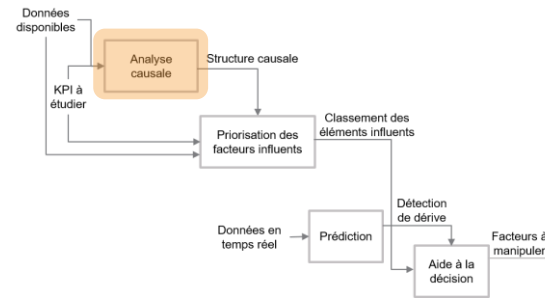 Données
disponibles
Analyse
causale
Structure causale
KPI à
étudier
Priorisation des
facteurs influents
Classement des
éléments influents
Données en
temps réel
Prédiction
Détection
de dérive
Aide à la
décision
Facteurs à
manipuler